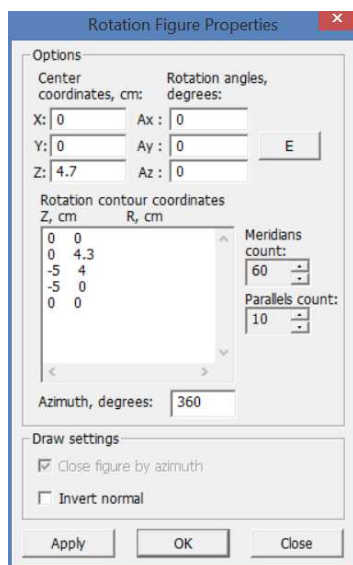 Rotation Figure Properties
Options
Center coordinates, cm:
Rotation angles, degrees:
X: 0 Ax : 0
Y: 0 Ay : 0 E
Z: 4.7 Az : 0
Rotation contour coordinates
Z, cm R, cm
0 0
0 4.3
-5 4
-5 0
0 0
Meridians count:
60
Parallels count:
10
Azimuth, degrees: 360
Draw settings
Close figure by azimuth
Invert normal
Apply OK Close